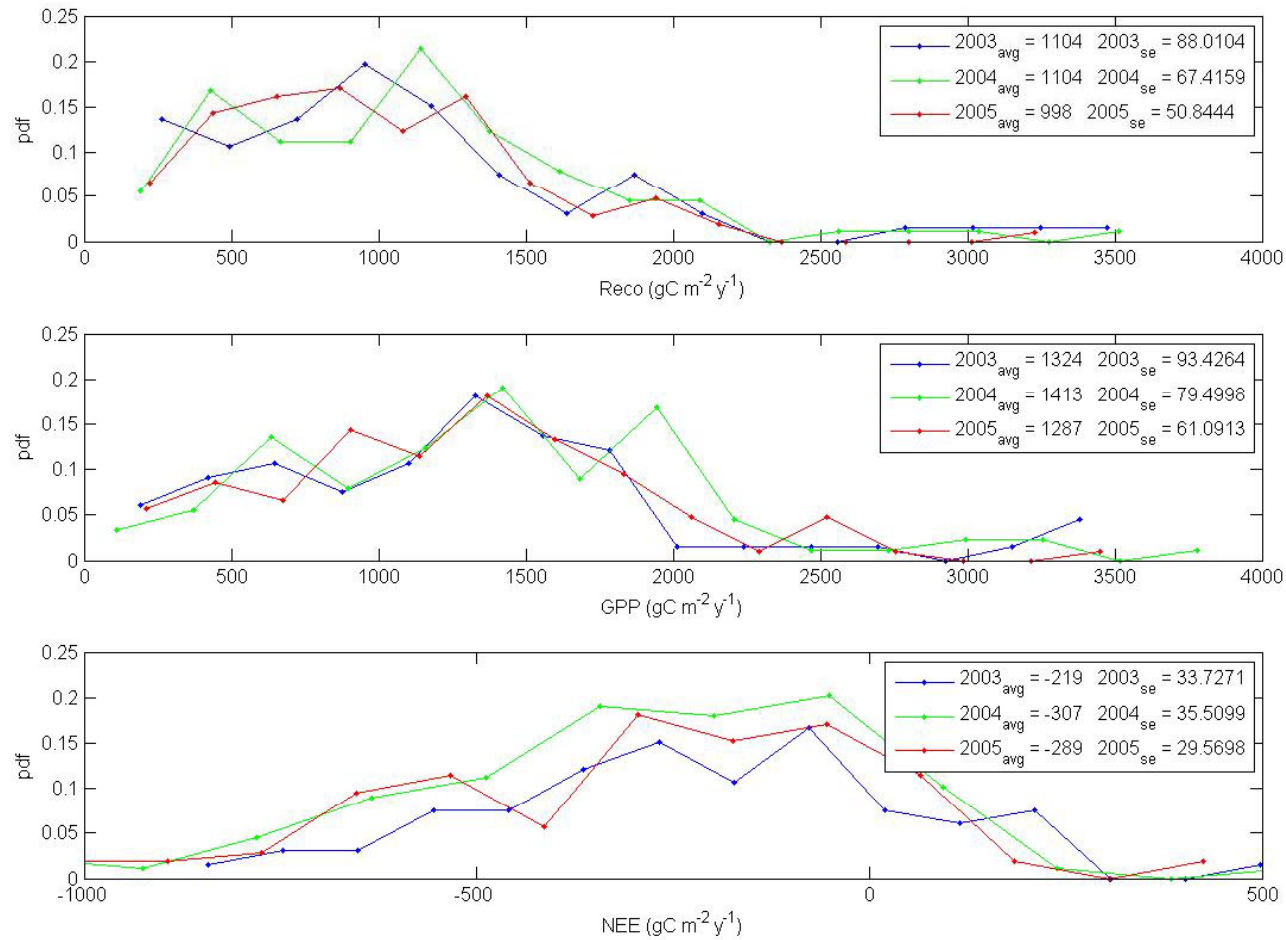 0.25
2003avg = 1104 2003se = 88.0104
0.2
2004avg = 1104 2004se = 67.4159
0.15
2005avg = 998 2005se = 50.8444
pdf
0.1
0.05
0
0 500 1000 1500 2000 2500 3000 3500 4000
Reco (gC m-2 y-1)
0.25
2003avg = 1324 2003se = 93.4264
0.2
2004avg = 1413 2004se = 79.4998
0.15
2005avg = 1287 2005se = 61.0913
pdf
0.1
0.05
0
0 500 1000 1500 2000 2500 3000 3500 4000
GPP (gC m-2 y-1)
0.25
2003avg = -219 2003se = 33.7271
0.2
2004avg = -307 2004se = 35.5099
0.15
2005avg = -289 2005se = 29.5698
pdf
0.1
0.05
0
-1000 -500 0 500
NEE (gC m-2 y-1)